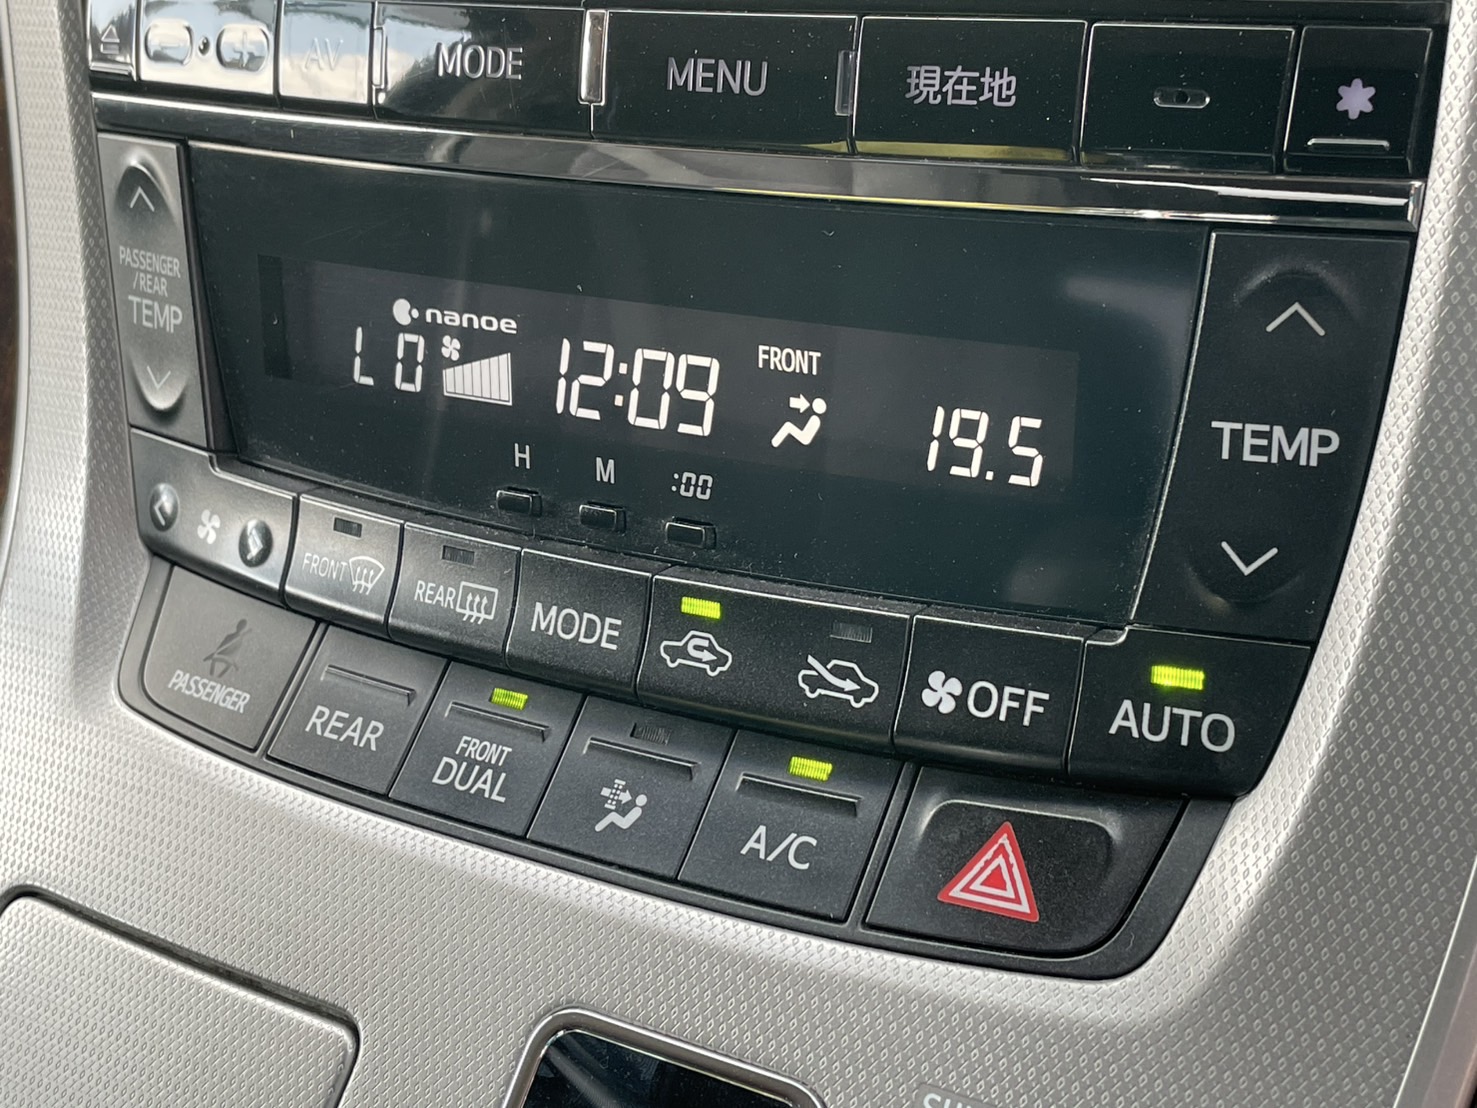 AV
MODE
MENU
現在地
PASSENGER
/REAR
TEMP
nanoe
LO
12:09
FRONT
19.5
TEMP
H
M
:00
FRONT
REAR
MODE
OFF
AUTO
PASSENGER
REAR
FRONT
DUAL
A/C